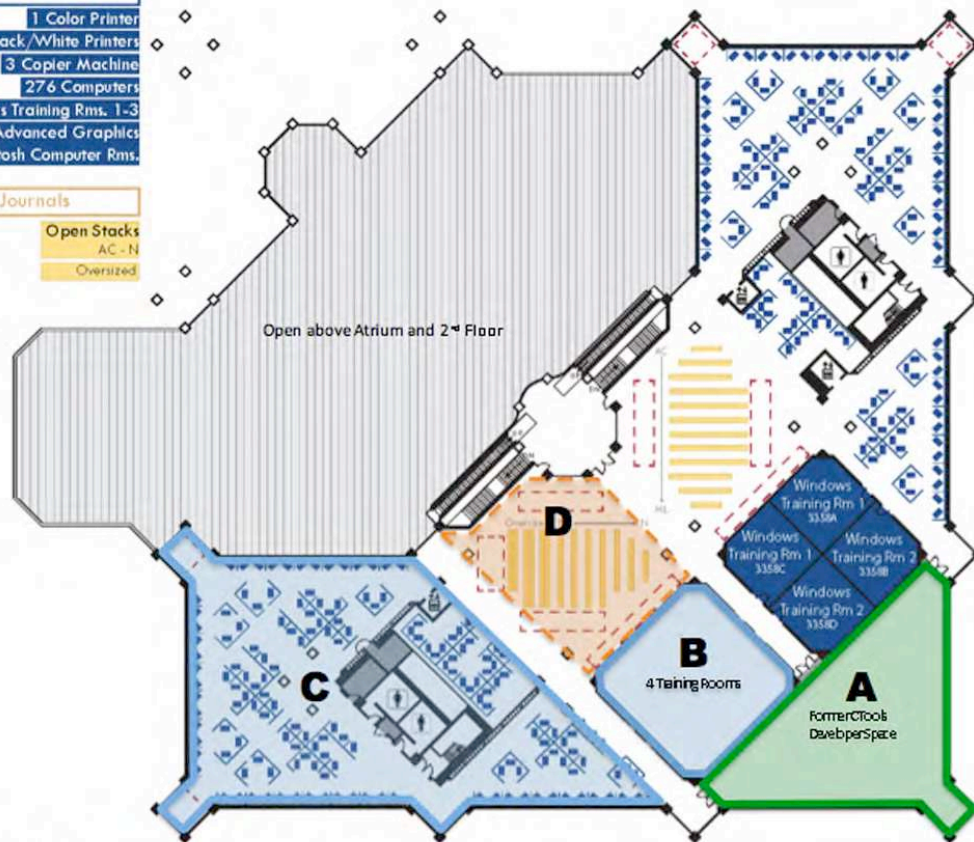 1 Color Printer
ack/White Printers
3 Copier Machine
276 Computers
s Training Rms. 1-3
Advanced Graphics
tosh Computer Rms.
Journals
Open Stacks
AC - N
Oversized
Open above Atrium and 2nd Floor
AC
ML
Windows
Training Rm 1
3358A
Windows
Training Rm 1
3358C
Windows
Training Rm 2
3358B
Windows
Training Rm 2
3358D
D
N
B
4 Training Rooms
C
A
Former CTools
Developer Space